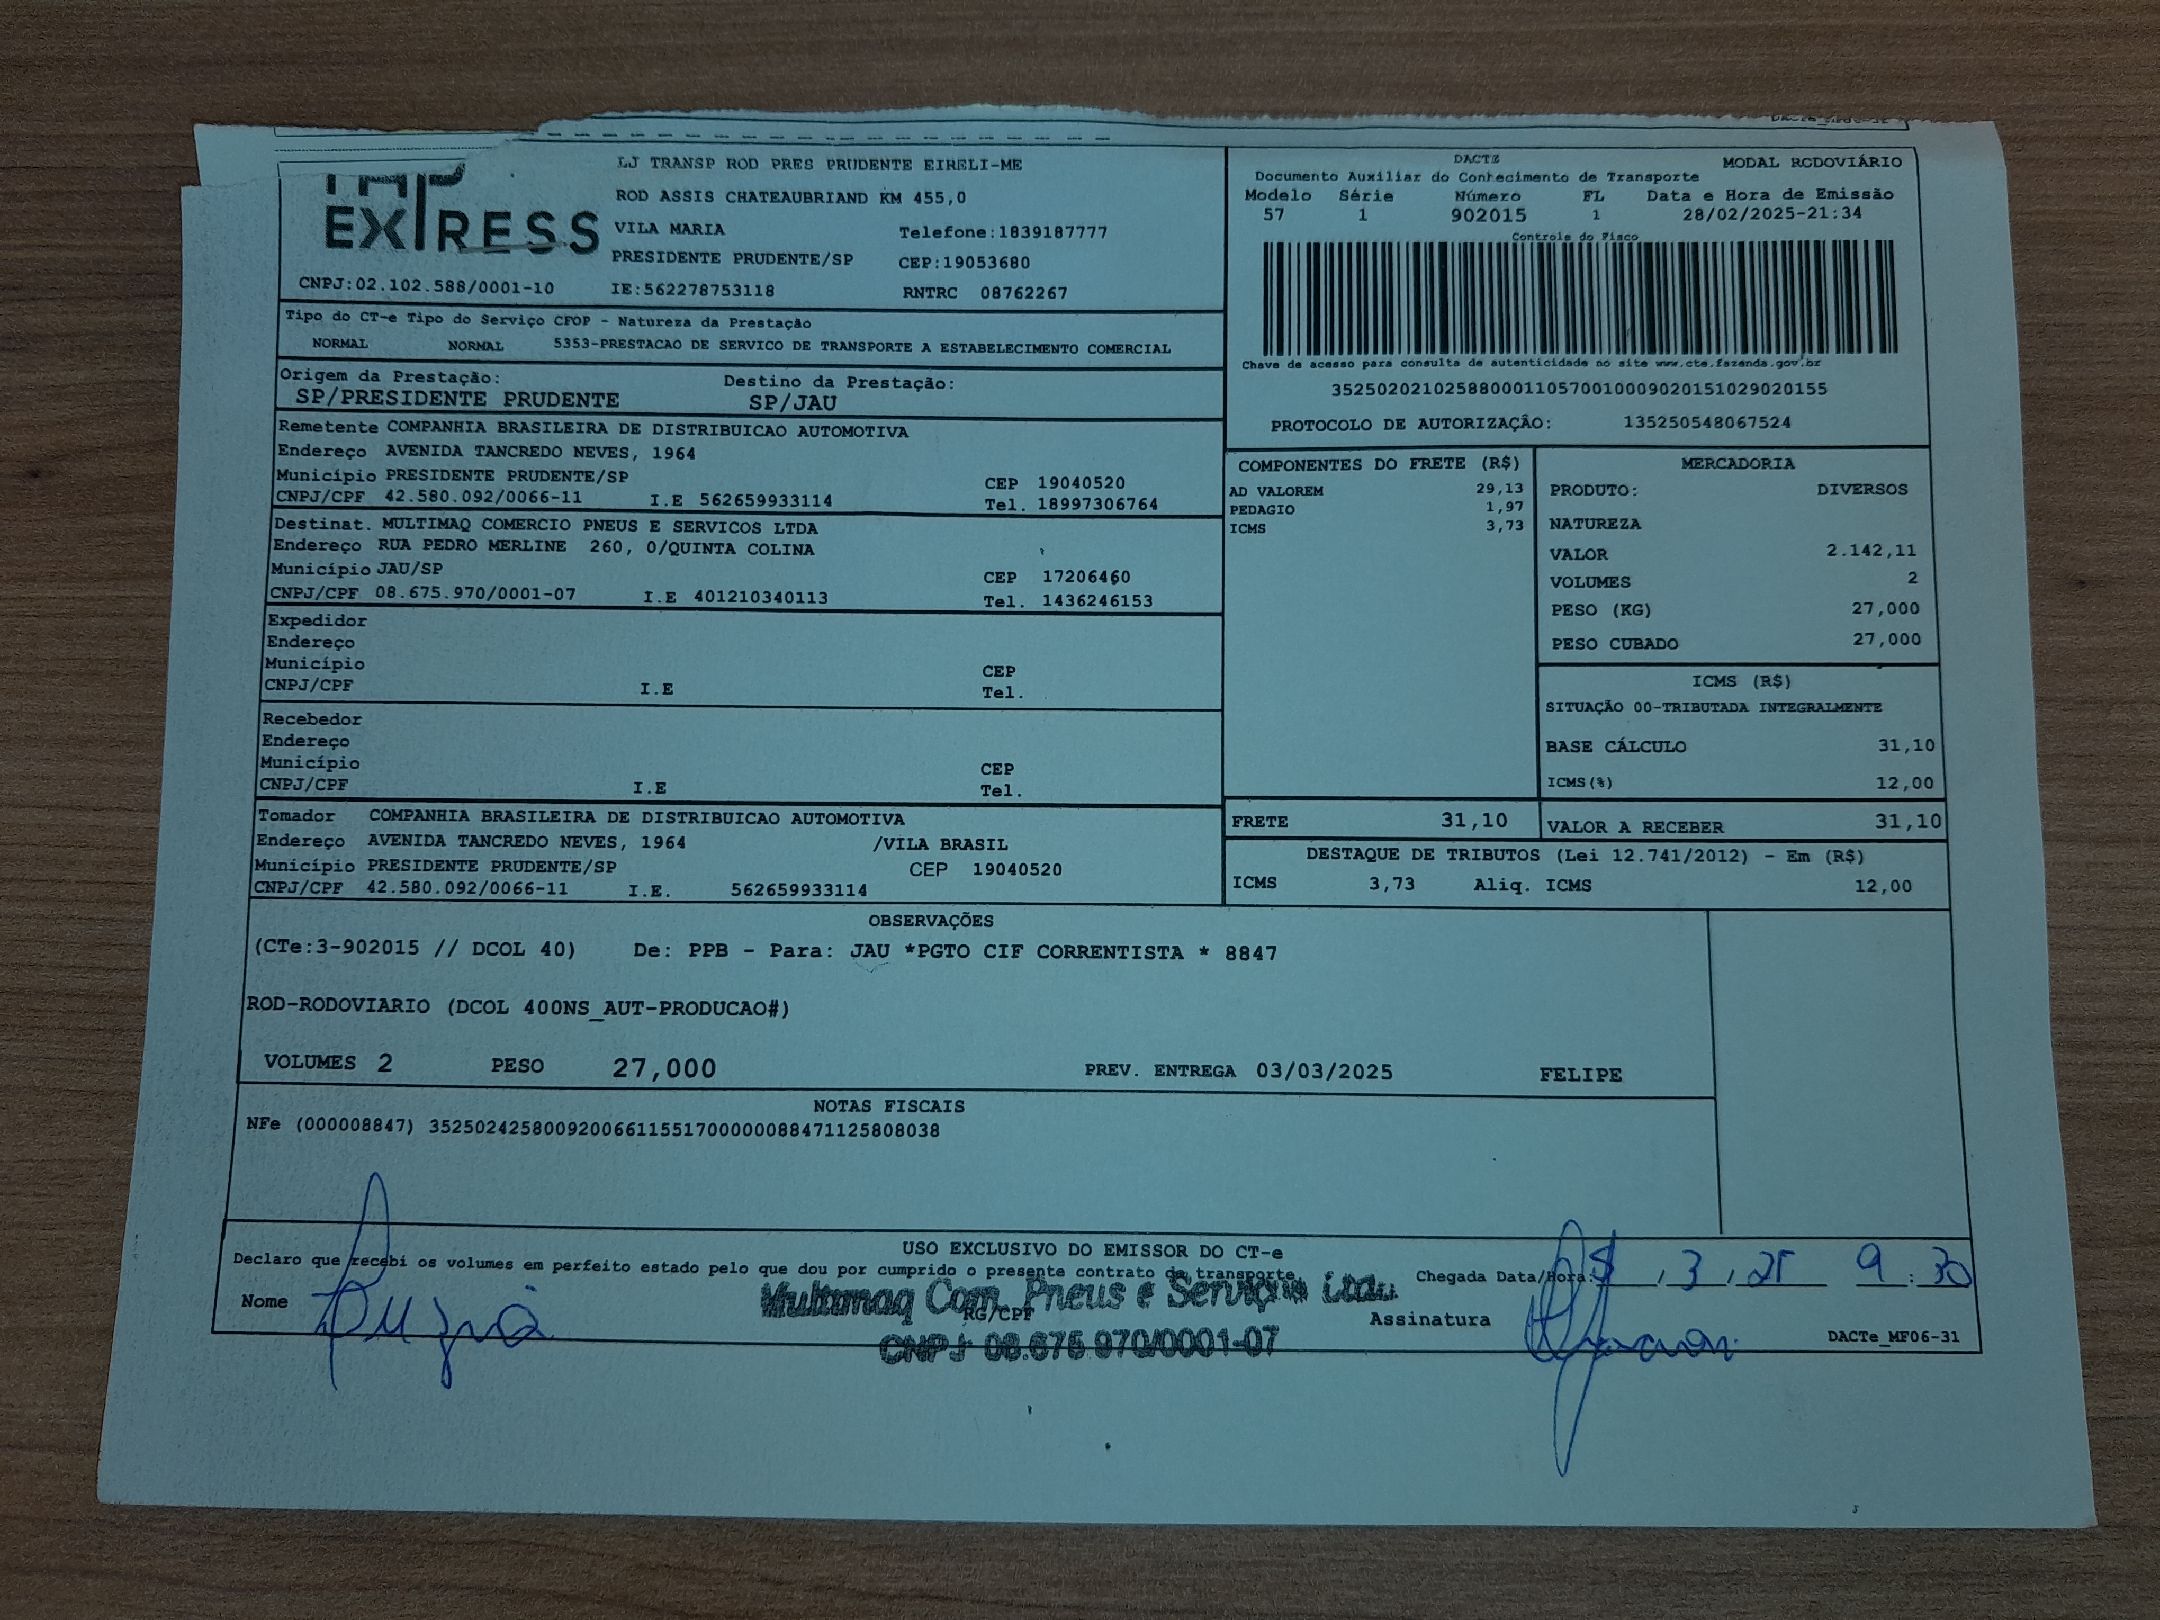 EXPRESS
CNPJ:02.102.588/0001-10
LJ TRANSP ROD PRES PRUDENTE EIRELI-ME
ROD ASSIS CHATEAUBRIAND KM 455,0
VILA MARIA Telefone:1839187777
PRESIDENTE PRUDENTE/SP CEP:19053680
IE:562278753118 RNTRC 08762267
DACTE MODAL RODOVIÁRIO
Documento Auxiliar do Conhecimento de Transporte
Modelo Série Número FL Data e Hora de Emissão
57 1 902015 1 28/02/2025-21:34
Controle do Fisco
Chave de acesso para consulta de autenticidade no site www.cte.fazenda.gov.br
35250202102588000110570010009020151029020155
PROTOCOLO DE AUTORIZAÇÃO: 135250548067524
Tipo do CT-e Tipo do Serviço CFOP - Natureza da Prestação
NORMAL NORMAL 5353-PRESTACAO DE SERVICO DE TRANSPORTE A ESTABELECIMENTO COMERCIAL
Origem da Prestação: Destino da Prestação:
SP/PRESIDENTE PRUDENTE SP/JAU
Remetente COMPANHIA BRASILEIRA DE DISTRIBUICAO AUTOMOTIVA
Endereço AVENIDA TANCREDO NEVES, 1964
Município PRESIDENTE PRUDENTE/SP CEP 19040520
CNPJ/CPF 42.580.092/0066-11 I.E 562659933114 Tel. 18997306764
Destinat. MULTIMAQ COMERCIO PNEUS E SERVICOS LTDA
Endereço RUA PEDRO MERLINE 260, 0/QUINTA COLINA
Município JAU/SP CEP 17206460
CNPJ/CPF 08.675.970/0001-07 I.E 401210340113 Tel. 1436246153
Expedidor
Endereço
Município CEP
CNPJ/CPF I.E Tel.
Recebedor
Endereço
Município CEP
CNPJ/CPF I.E Tel.
Tomador COMPANHIA BRASILEIRA DE DISTRIBUICAO AUTOMOTIVA
Endereço AVENIDA TANCREDO NEVES, 1964 /VILA BRASIL
Município PRESIDENTE PRUDENTE/SP CEP 19040520
CNPJ/CPF 42.580.092/0066-11 I.E. 562659933114
COMPONENTES DO FRETE (R$)
AD VALOREM 29,13
PEDAGIO 1,97
ICMS 3,73
FRETE 31,10
MERCADORIA
PRODUTO: DIVERSOS
NATUREZA
VALOR 2.142,11
VOLUMES 2
PESO (KG) 27,000
PESO CUBADO 27,000
ICMS (R$)
SITUAÇÃO 00-TRIBUTADA INTEGRALMENTE
BASE CÁLCULO 31,10
ICMS(%) 12,00
VALOR A RECEBER 31,10
DESTAQUE DE TRIBUTOS (Lei 12.741/2012) - Em (R$)
ICMS 3,73 Aliq. ICMS 12,00
OBSERVAÇÕES
(CTe:3-902015 // DCOL 40) De: PPB - Para: JAU *PGTO CIF CORRENTISTA * 8847
ROD-RODOVIARIO (DCOL 400NS_AUT-PRODUCAO#)
VOLUMES 2 PESO 27,000 PREV. ENTREGA 03/03/2025 FELIPE
NOTAS FISCAIS
NFe (000008847) 35250242580092006611551700000088471125808038
USO EXCLUSIVO DO EMISSOR DO CT-e
Declaro que recebi os volumes em perfeito estado pelo que dou por cumprido o presente contrato de transporte
Chegada Data/Hora: 3 , 25 9 : 30
Multamaq Com. Pneus e Serviços Ltda.
Nome RG/CPF Assinatura
CNPJ 08.675.970/0001-07
DACTe_MF06-31